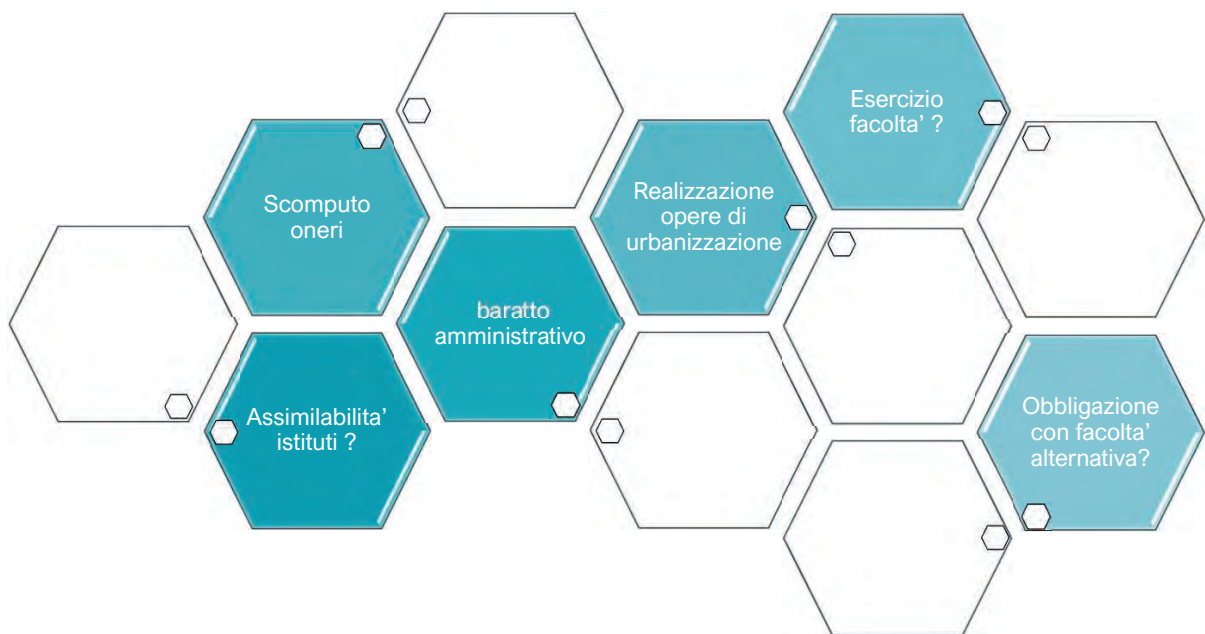 Scomputo
oneri
Assimilabilita’
istituti ?
baratto
amministrativo
Realizzazione
opere di
urbanizzazione
Esercizio
facolta’ ?
Obbligazione
con facolta’
alternativa?